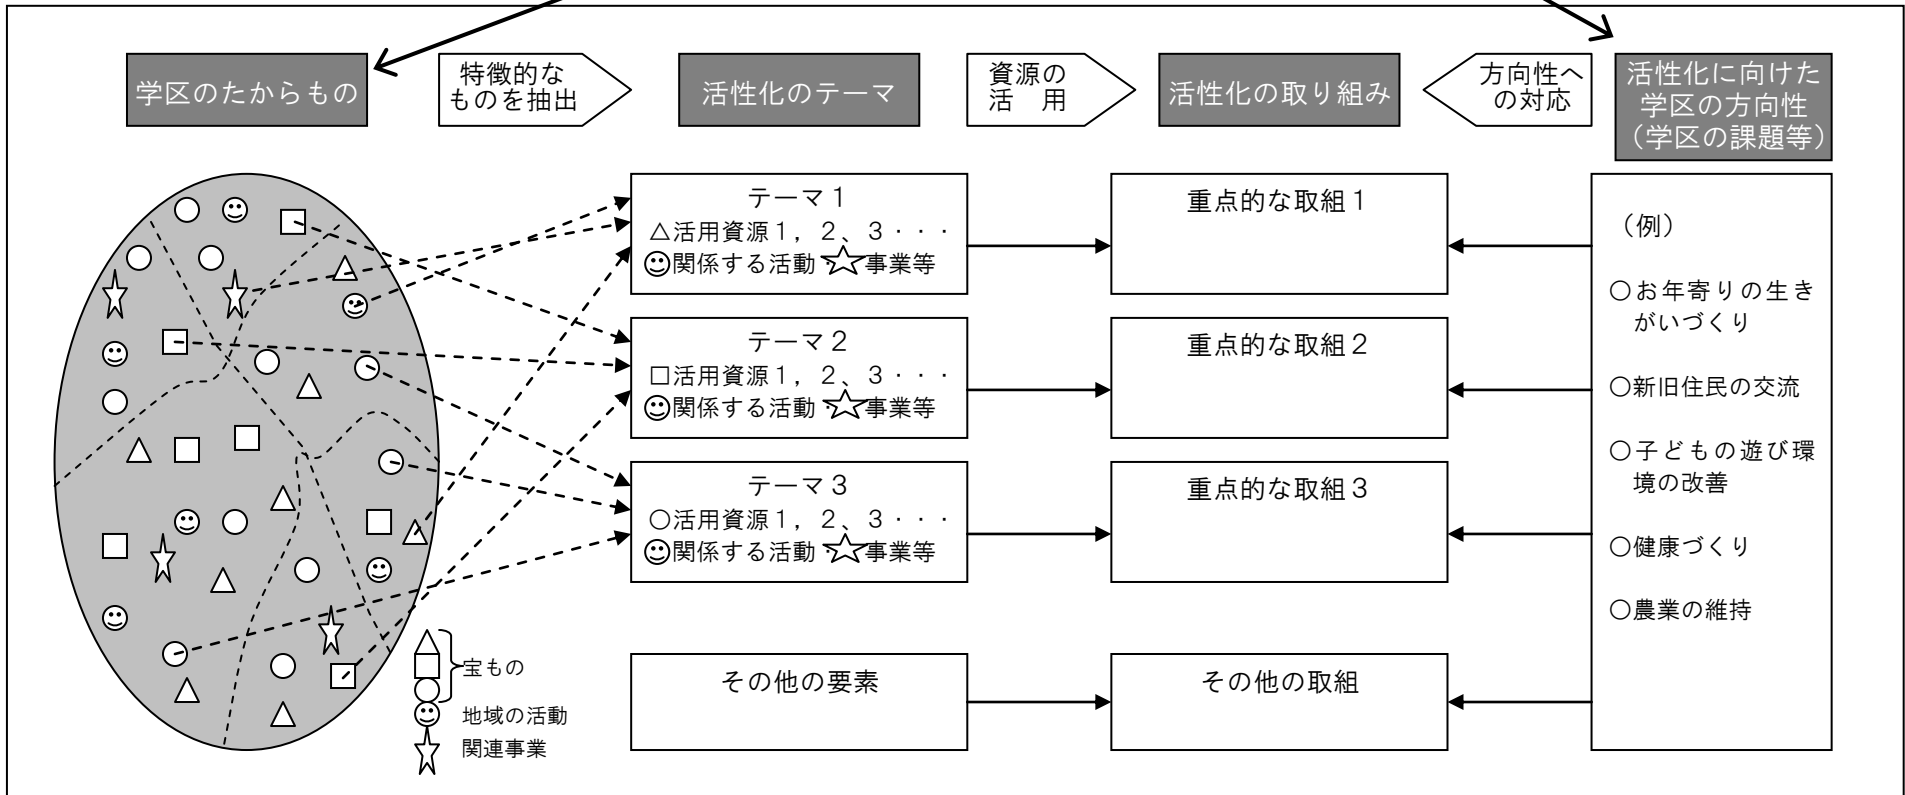 学区のたからもの
特徴的な
ものを抽出
活性化のテーマ
資源の
活　用
活性化の取り組み
方向性へ
の対応
活性化に向けた
学区の方向性
（学区の課題等）
テーマ１
△活用資源１，２、３・・・
関係する活動・☆事業等
重点的な取組１
テーマ２
□活用資源１，２、３・・・
関係する活動・☆事業等
重点的な取組２
テーマ３
○活用資源１，２、３・・・
関係する活動・☆事業等
重点的な取組３
その他の要素
その他の取組
（例）
○お年寄りの生き
がいづくり
○新旧住民の交流
○子どもの遊び環
境の改善
○健康づくり
○農業の維持
宝もの
地域の活動
関連事業